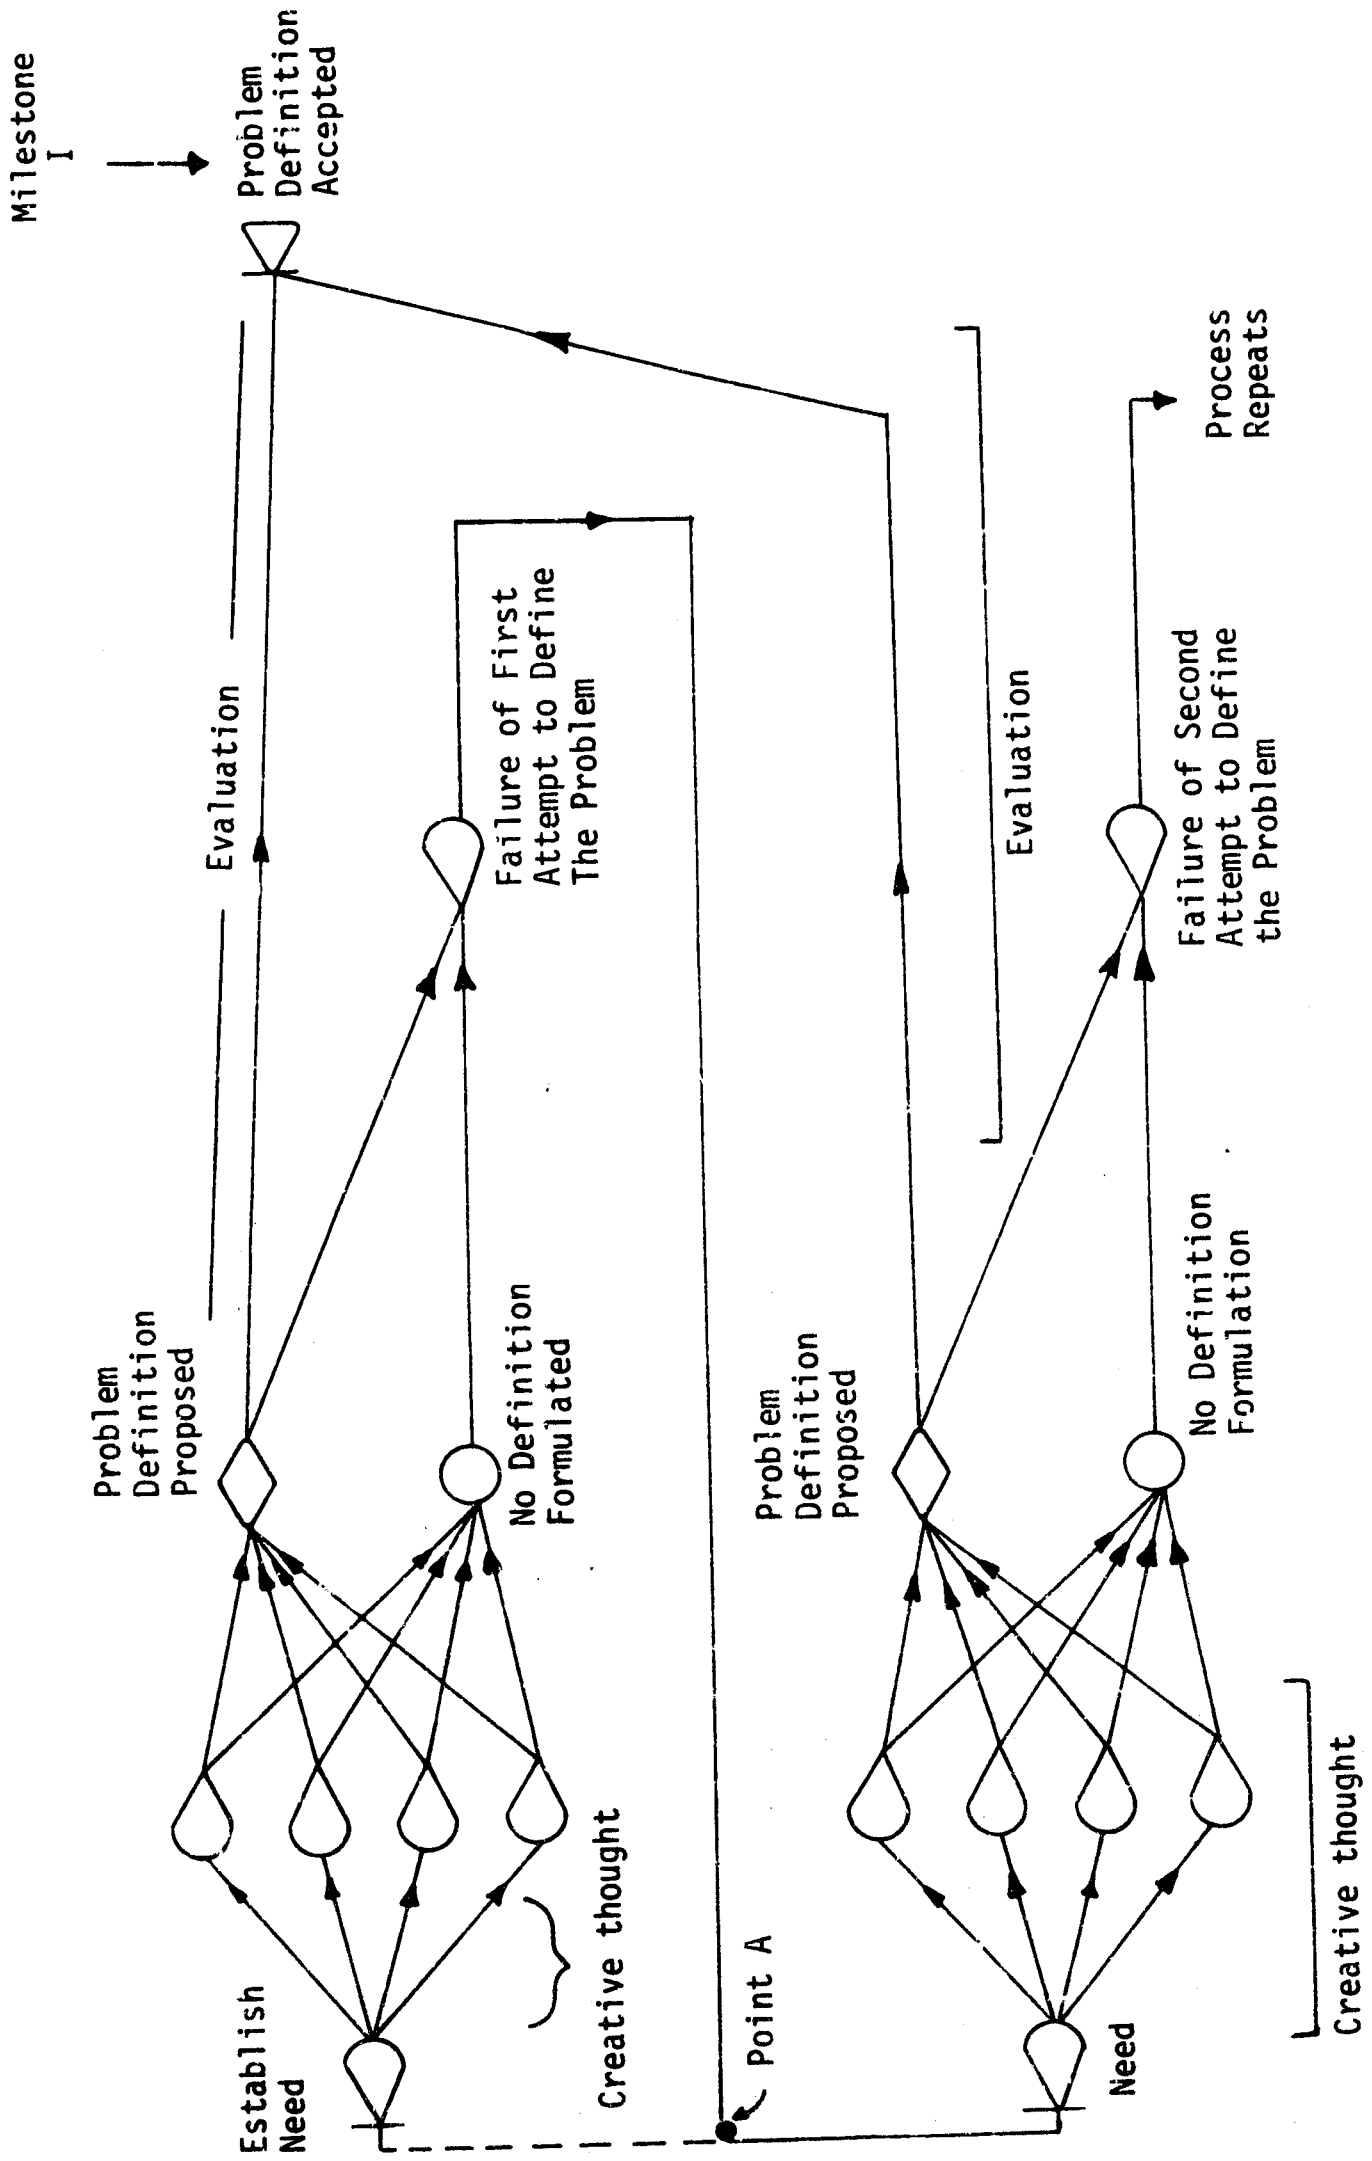 Milestone
I
Problem
Definition
Accepted
Evaluation
Problem
Definition
Proposed
Failure of First
Attempt to Define
The Problem
No Definition
Formulated
Establish
Need
Creative thought
Point A
Problem
Definition
Proposed
Evaluation
Process
Repeats
Failure of Second
Attempt to Define
the Problem
No Definition
Formulation
Need
Creative thought